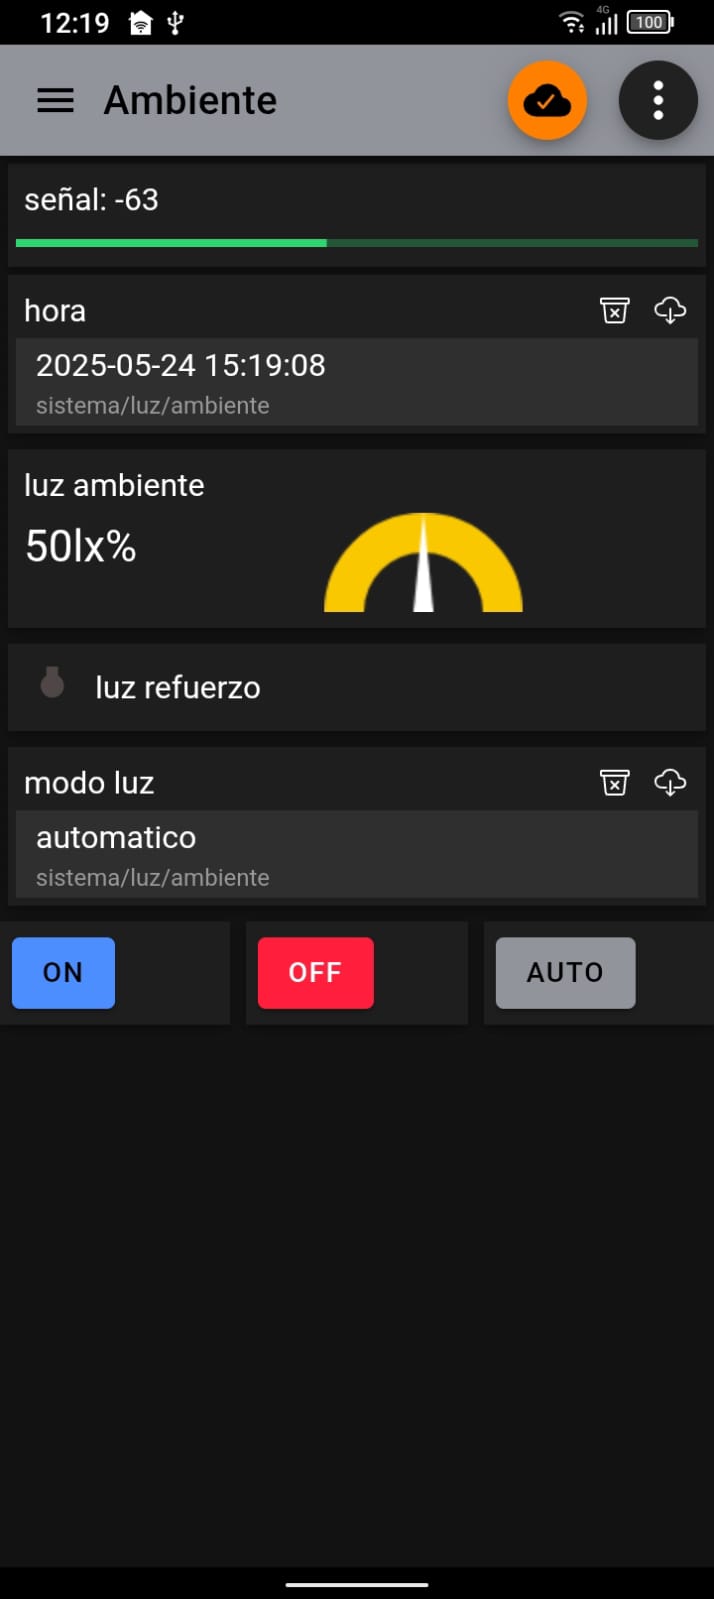 12:19
4G
100
Ambiente
señal: -63
hora
2025-05-24 15:19:08
sistema/luz/ambiente
luz ambiente
50lx%
luz refuerzo
modo luz
automatico
sistema/luz/ambiente
ON OFF AUTO